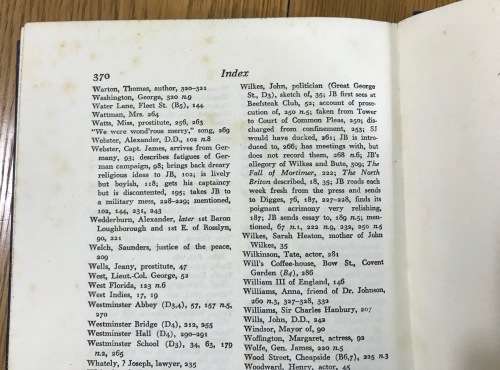 370
Index
Warton, Thomas, author, 320–321
Washington, George, 320 n.9
Water Lane, Fleet St. (B5), 144
Wattman, Mrs. 264
Watts, Miss, prostitute, 256, 263
"We were wond'rous merry," song, 269
Webster, Alexander, D.D., 102 n.8
Webster, Capt. James, arrives from Ger-
many, 93; describes fatigues of Ger-
man campaign, 98; brings back dreary
religious ideas to JB, 102; is lively
but boyish, 118; gets his captaincy
but is discontented, 195; takes JB to
a military mess, 228–229; mentioned,
102, 144, 231, 243
Wedderburn, Alexander, later 1st Baron
Loughborough and 1st E. of Rosslyn,
90, 221
Welch, Saunders, justice of the peace,
209
Wells, Jeany, prostitute, 47
West, Lieut.-Col. George, 52
West Florida, 123 n.6
West Indies, 17, 19
Westminster Abbey (D3,4), 57, 157 n.5,
270
Westminster Bridge (D4), 212, 255
Westminster Hall (D4), 290–291
Westminster School (D3), 34, 63, 179
n.2, 265
Whately, ? Joseph, lawyer, 235
Wilkes, John, politician (Great George
St., D3), sketch of, 35; JB first sees at
Beefsteak Club, 52; account of prose-
cution of, 250 n.5; taken from Tower
to Court of Common Pleas, 250; dis-
charged from confinement, 253; SJ
would have ducked, 261; JB is intro-
duced to, 266; has meetings with, but
does not record them, 268 n.6; JB's
allegory of Wilkes and Bute, 309; The
Fall of Mortimer, 222; The North
Briton described, 18, 35; JB reads each
week fresh from the press and sends
to Digges, 76, 187, 227–228, finds its
poignant acrimony very relishing,
187; JB sends essay to, 189 n.5; men-
tioned, 67 n.1, 222 n.9, 232, 250 n.5
Wilkes, Sarah Heaton, mother of John
Wilkes, 35
Wilkinson, Tate, actor, 281
Will's Coffee-house, Bow St., Covent
Garden (B4), 286
William III of England, 146
Williams, Anna, friend of Dr. Johnson,
260 n.3, 327–328, 332
Williams, Sir Charles Hanbury, 207
Wills, John, D.D., 242
Windsor, Mayor of, 90
Woffington, Margaret, actress, 92
Wolfe, Gen. James, 220 n.5
Wood Street, Cheapside (B6,7), 225 n.3
Woodward, Henry, actor, 45